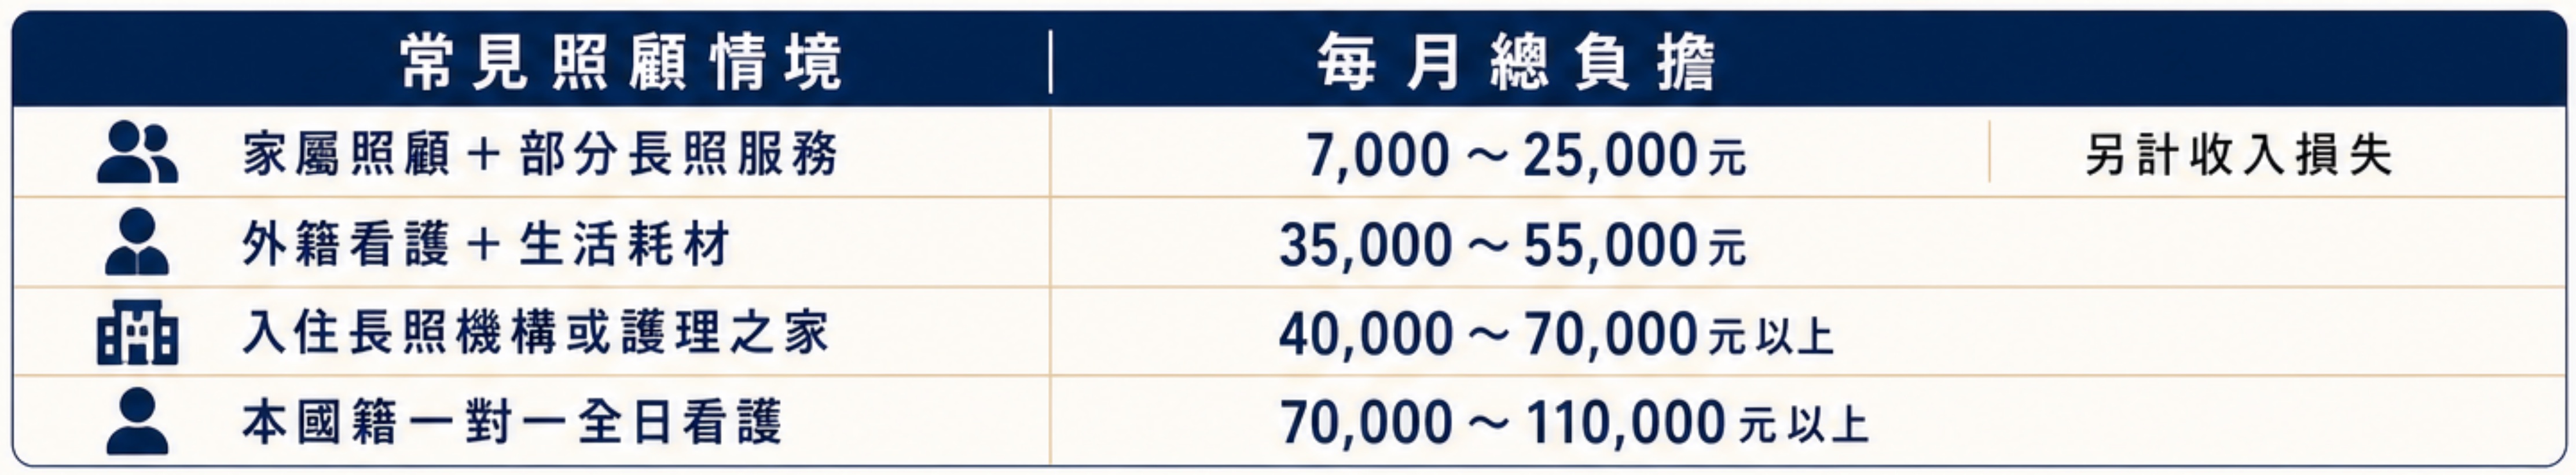 常見照顧情境 每月總負擔
家屬照顧＋部分長照服務 7,000～25,000元 另計收入損失
外籍看護＋生活耗材 35,000～55,000元
入住長照機構或護理之家 40,000～70,000元以上
本國籍一對一全日看護 70,000～110,000元以上